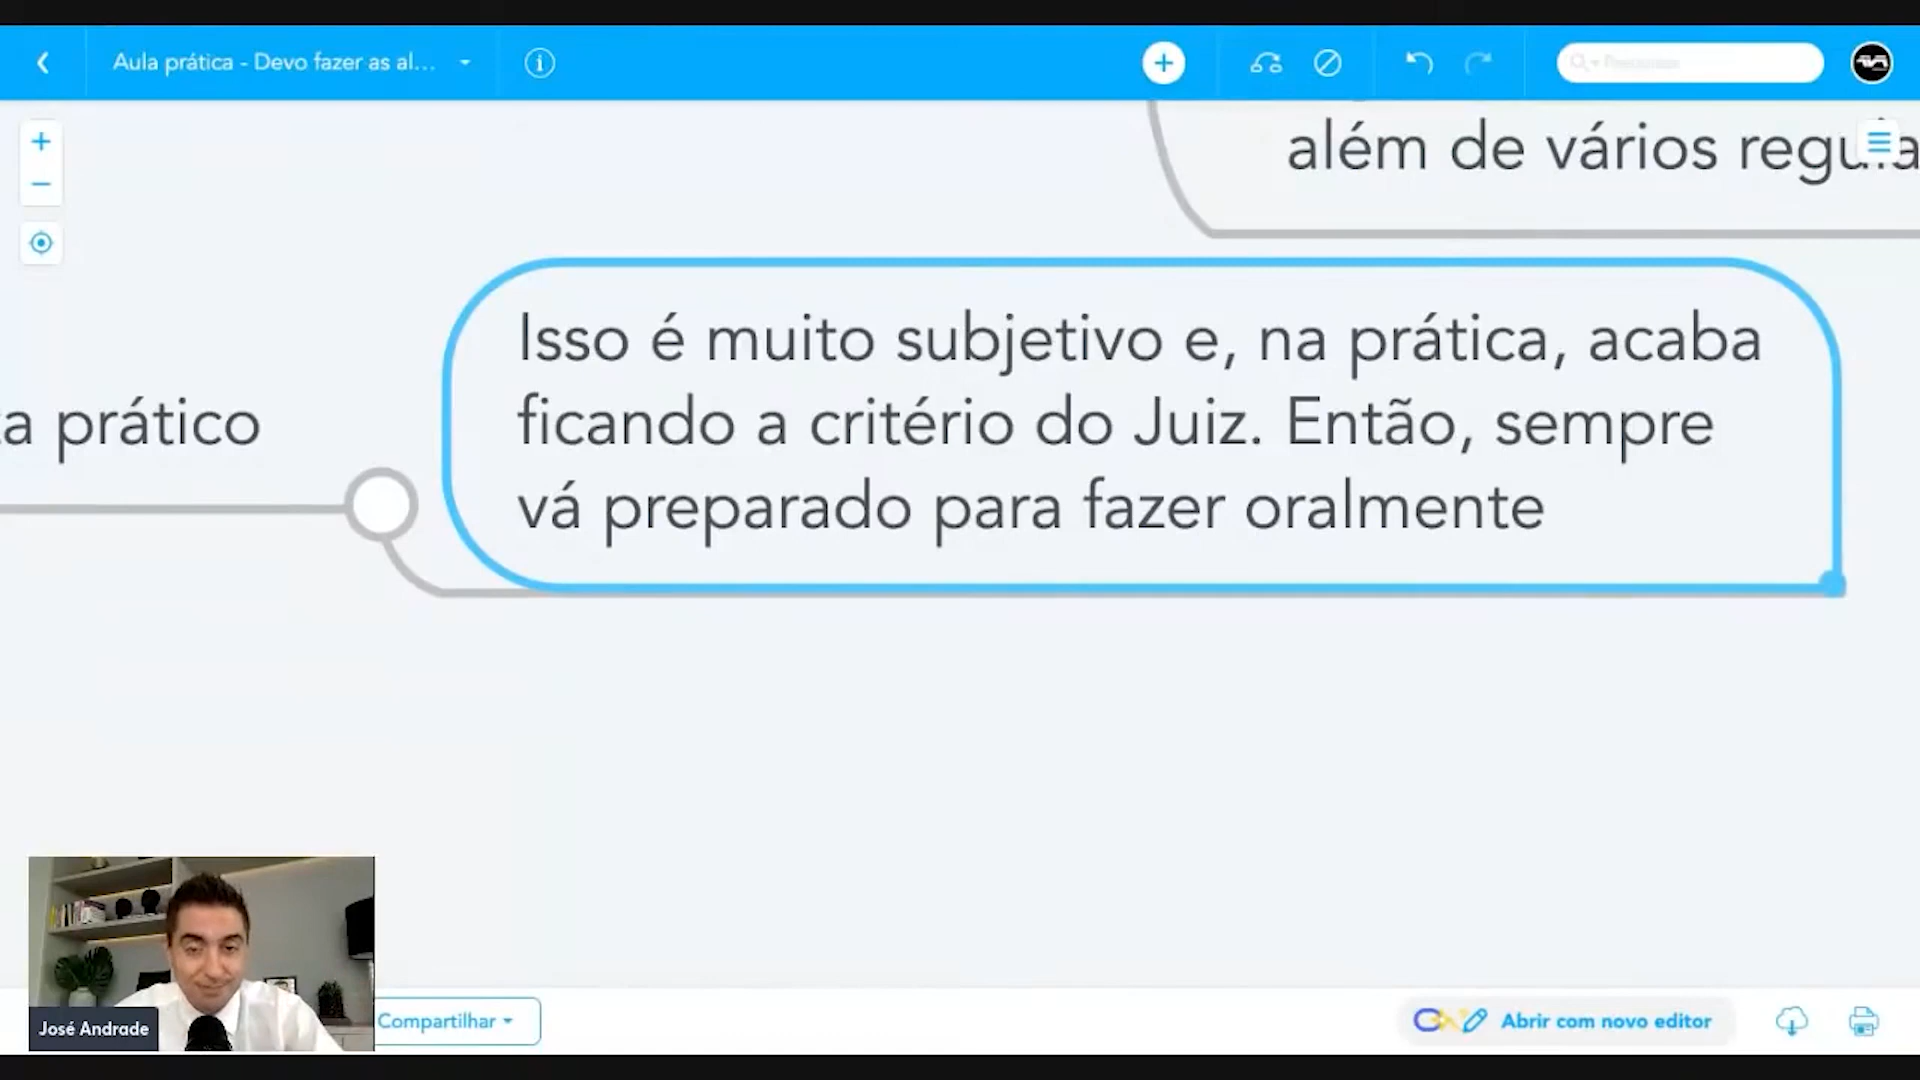 Aula prática - Devo fazer as al...
além de vários
Isso é muito subjetivo e, na prática, acaba
ficando a critério do Juiz. Então, sempre
vá preparado para fazer oralmente
prático
José Andrade
Compartilhar
Abrir com novo editor